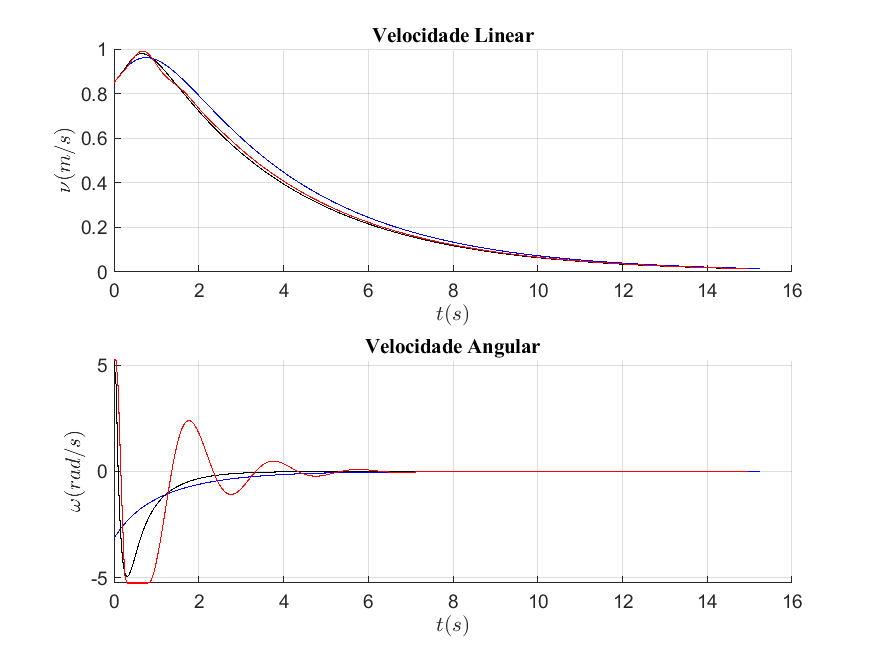 Velocidade Linear
1
0.8
0.6
0.4
0.2
0
ν(m/s)
0 2 4 6 8 10 12 14 16
t(s)
Velocidade Angular
5
0
-5
ω(rad/s)
0 2 4 6 8 10 12 14 16
t(s)